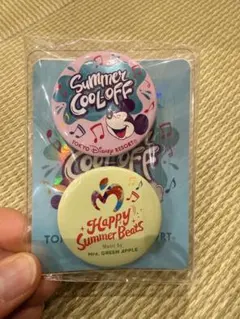 Summer
COOL-OFF
TOKYO Disney RESORT
COOL-OFF
Happy
Summer Beats
Music by
Mrs. GREEN APPLE
TO
RT